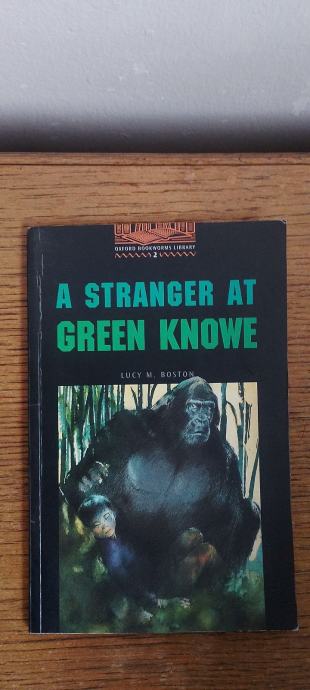 OXFORD BOOKWORMS LIBRARY
2
A STRANGER AT
GREEN KNOWE
LUCY M. BOSTON